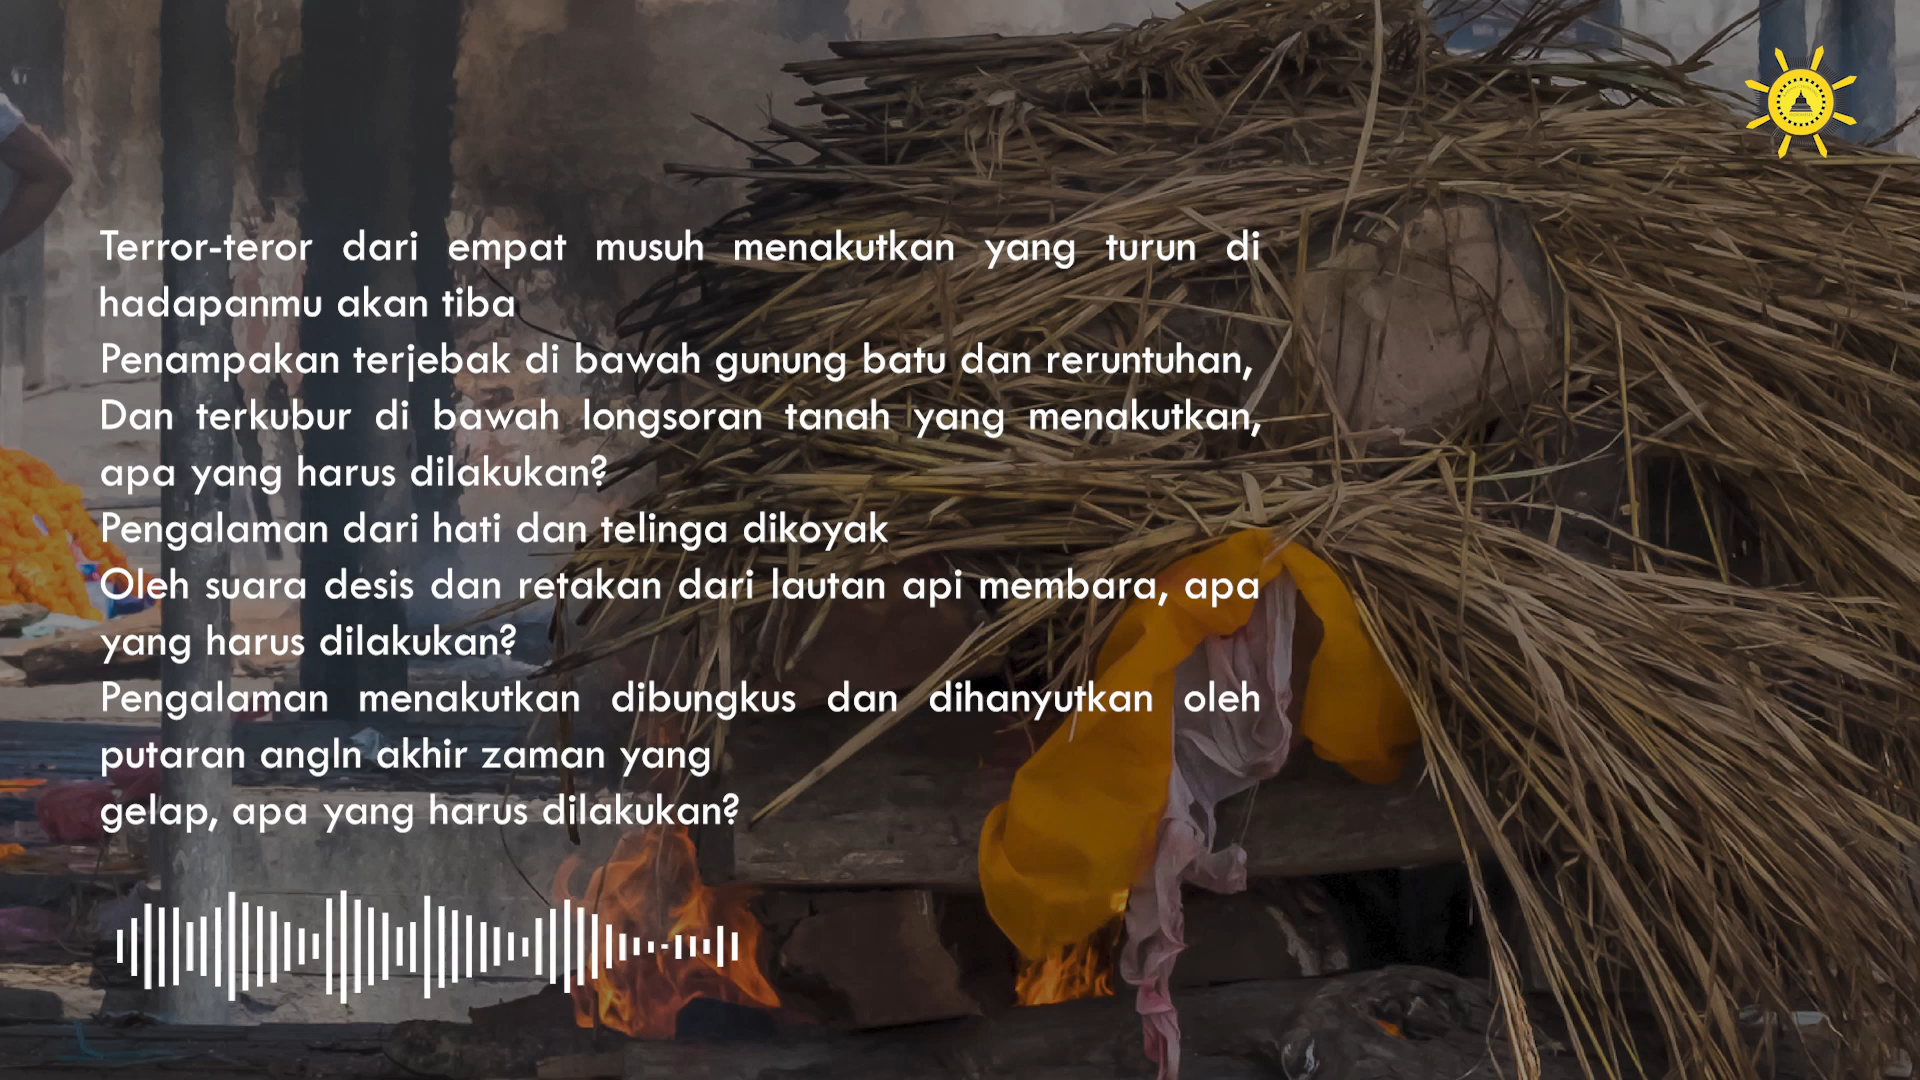 Terror-teror dari empat musuh menakutkan yang turun di
hadapanmu akan tiba
Penampakan terjebak di bawah gunung batu dan reruntuhan,
Dan terkubur di bawah longsoran tanah yang menakutkan,
apa yang harus dilakukan?
Pengalaman dari hati dan telinga dikoyak
Oleh suara desis dan retakan dari lautan api membara, apa
yang harus dilakukan?
Pengalaman menakutkan dibungkus dan dihanyutkan oleh
putaran angIn akhir zaman yang
gelap, apa yang harus dilakukan?